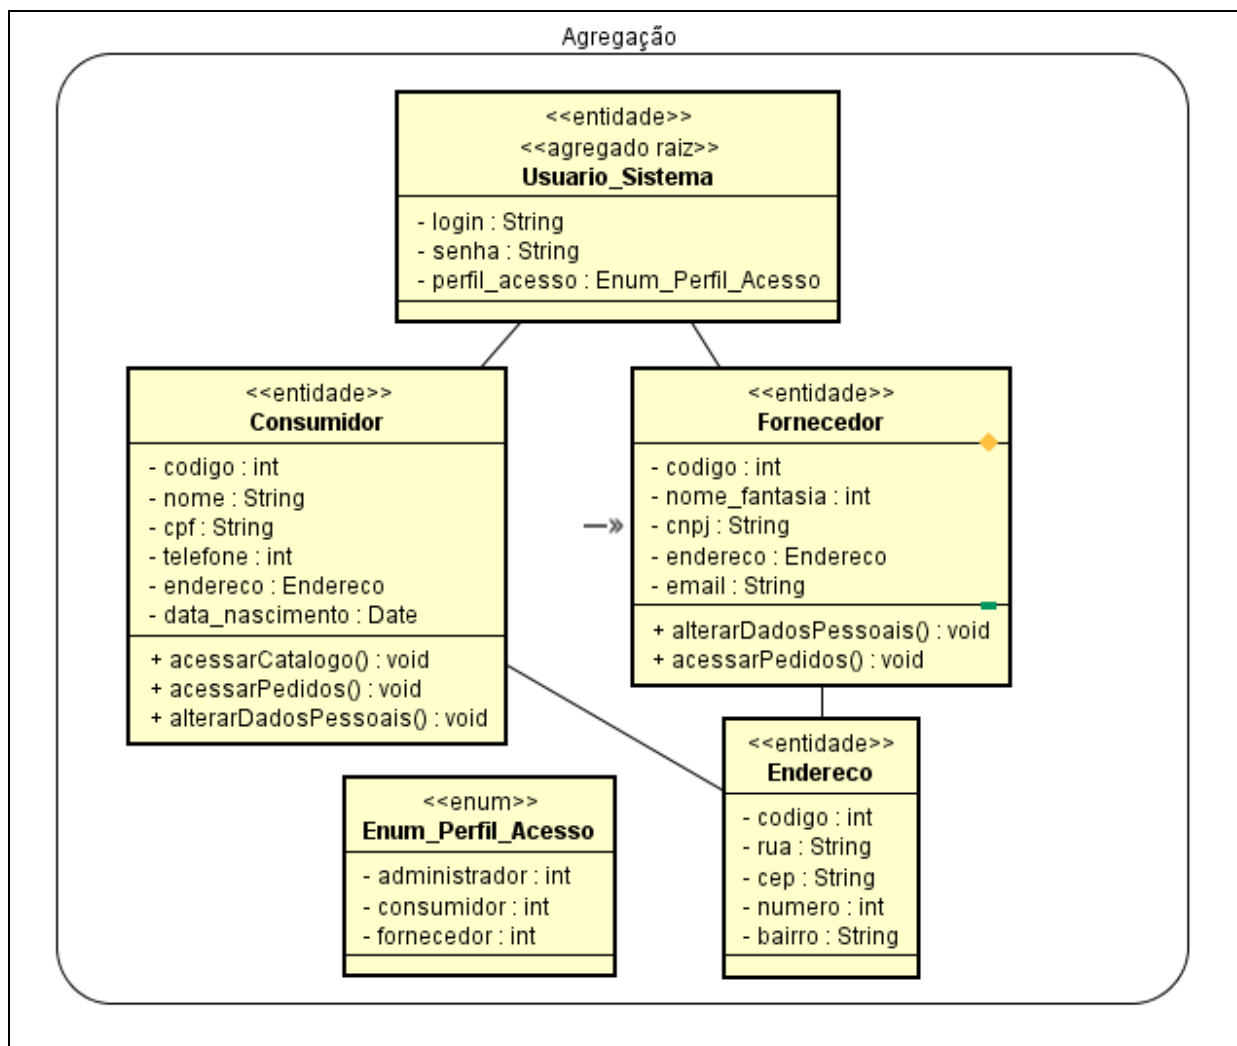 Agregação
<<entidade>>
<<agregado raiz>>
Usuario_Sistema
- login : String
- senha : String
- perfil_acesso : Enum_Perfil_Acesso
<<entidade>>
Consumidor
- codigo : int
- nome : String
- cpf : String
- telefone : int
- endereco : Endereco
- data_nascimento : Date
+ acessarCatalogo() : void
+ acessarPedidos() : void
+ alterarDadosPessoais() : void
<<entidade>>
Fornecedor
- codigo : int
- nome_fantasia : int
- cnpj : String
- endereco : Endereco
- email : String
+ alterarDadosPessoais() : void
+ acessarPedidos() : void
<<enum>>
Enum_Perfil_Acesso
- administrador : int
- consumidor : int
- fornecedor : int
<<entidade>>
Endereco
- codigo : int
- rua : String
- cep : String
- numero : int
- bairro : String